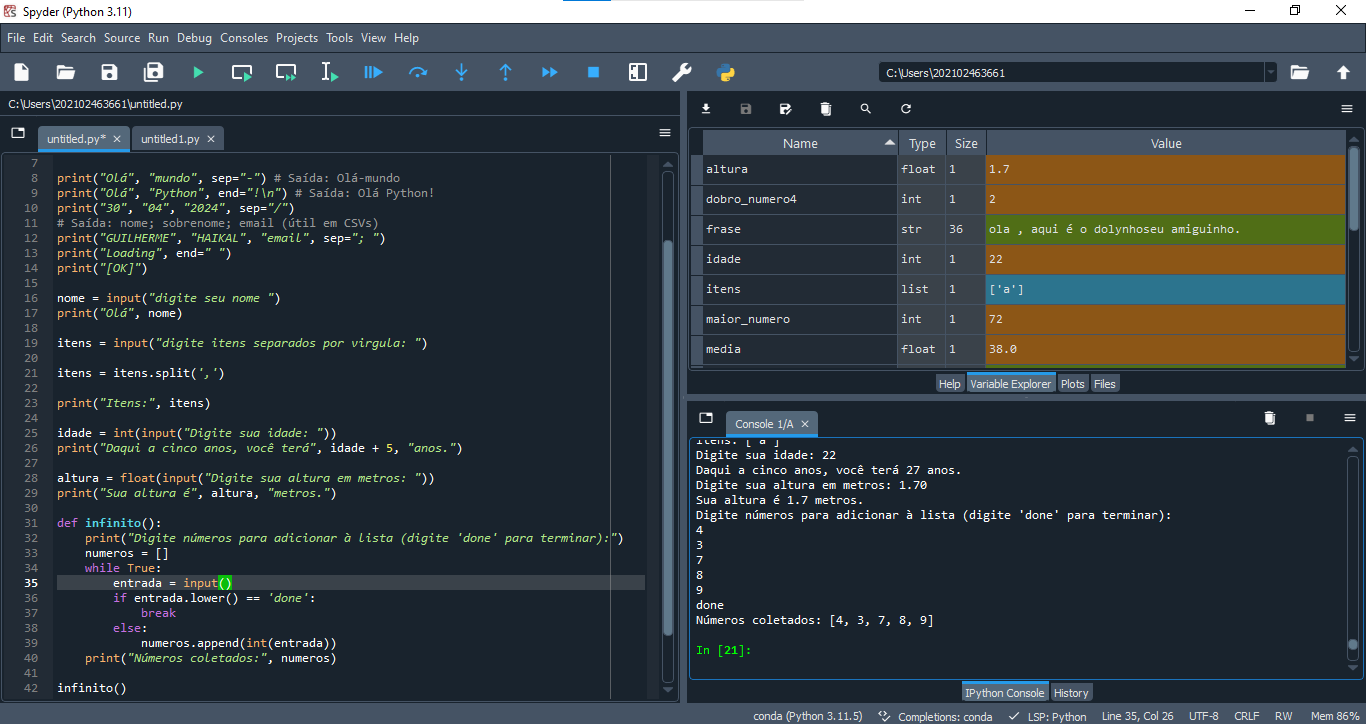 Spyder (Python 3.11)
File Edit Search Source Run Debug Consoles Projects Tools View Help
C:\Users\202102463661
C:\Users\202102463661\untitled.py
untitled.py* untitled1.py
7
8 print("Olá", "mundo", sep="-") # Saída: Olá-mundo
9 print("Olá", "Python", end="!\n") # Saída: Olá Python!
10 print("30", "04", "2024", sep="/")
11 # Saída: nome; sobrenome; email (útil em CSVs)
12 print("GUILHERME", "HAIKAL", "email", sep="; ")
13 print("Loading", end=" ")
14 print("[OK]")
15
16 nome = input("digite seu nome ")
17 print("Olá", nome)
18
19 itens = input("digite itens separados por virgula: ")
20
21 itens = itens.split(',')
22
23 print("Itens:", itens)
24
25 idade = int(input("Digite sua idade: "))
26 print("Daqui a cinco anos, você terá", idade + 5, "anos.")
27
28 altura = float(input("Digite sua altura em metros: "))
29 print("Sua altura é", altura, "metros.")
30
31 def infinito():
32     print("Digite números para adicionar à lista (digite 'done' para terminar):")
33     numeros = []
34     while True:
35         entrada = input()
36         if entrada.lower() == 'done':
37             break
38         else:
39             numeros.append(int(entrada))
40     print("Números coletados:", numeros)
41
42 infinito()
Name Type Size Value
altura float 1 1.7
dobro_numero4 int 1 2
frase str 36 ola , aqui é o dolynhoseu amiguinho.
idade int 1 22
itens list 1 ['a']
maior_numero int 1 72
media float 1 38.0
Help Variable Explorer Plots Files
Console 1/A
Itens: ['a']
Digite sua idade: 22
Daqui a cinco anos, você terá 27 anos.
Digite sua altura em metros: 1.70
Sua altura é 1.7 metros.
Digite números para adicionar à lista (digite 'done' para terminar):
4
3
7
8
9
done
Números coletados: [4, 3, 7, 8, 9]
In [21]:
IPython Console History
conda (Python 3.11.5) Completions: conda LSP: Python Line 35, Col 26 UTF-8 CRLF RW Mem 86%